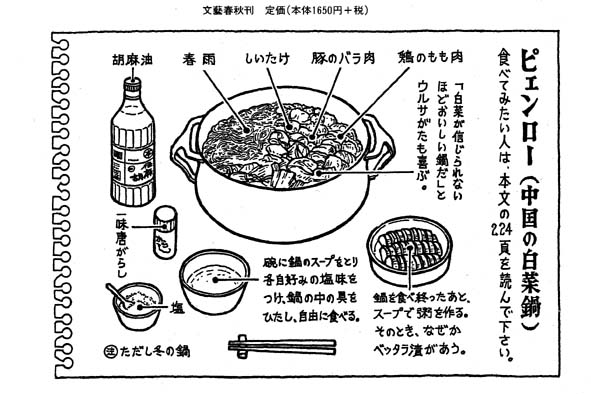 文藝春秋刊　定価(本体1650円+税)
ピェンロー(中国の白菜鍋)
食べてみたい人は、本文の224頁を読んで下さい。
胡麻油
春雨
しいたけ
豚のバラ肉
鶏のもも肉
「白菜が信じられない
ほどおいしい鍋だ」と
ウルサがたも喜ぶ。
一味唐がらし
塩
碗に鍋のスープをとり
各自好みの塩味を
つけ、鍋の中の具を
ひたし、自由に食べる。
鍋を食べ終ったあと、
スープで粥を作る。
そのとき、なぜか
ベッタラ漬があう。
注ただし冬の鍋